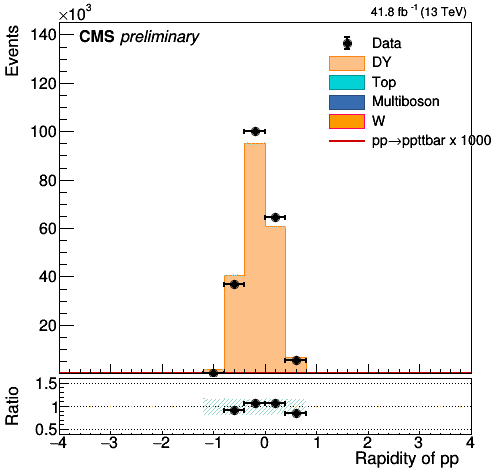 ×10³
41.8 fb⁻¹ (13 TeV)
CMS preliminary
Events
140
120
100
80
60
40
20
Data
DY
Top
Multiboson
W
pp→ppttbar x 1000
Ratio
1.5
1
0.5
−4 −3 −2 −1 0 1 2 3 4
Rapidity of pp